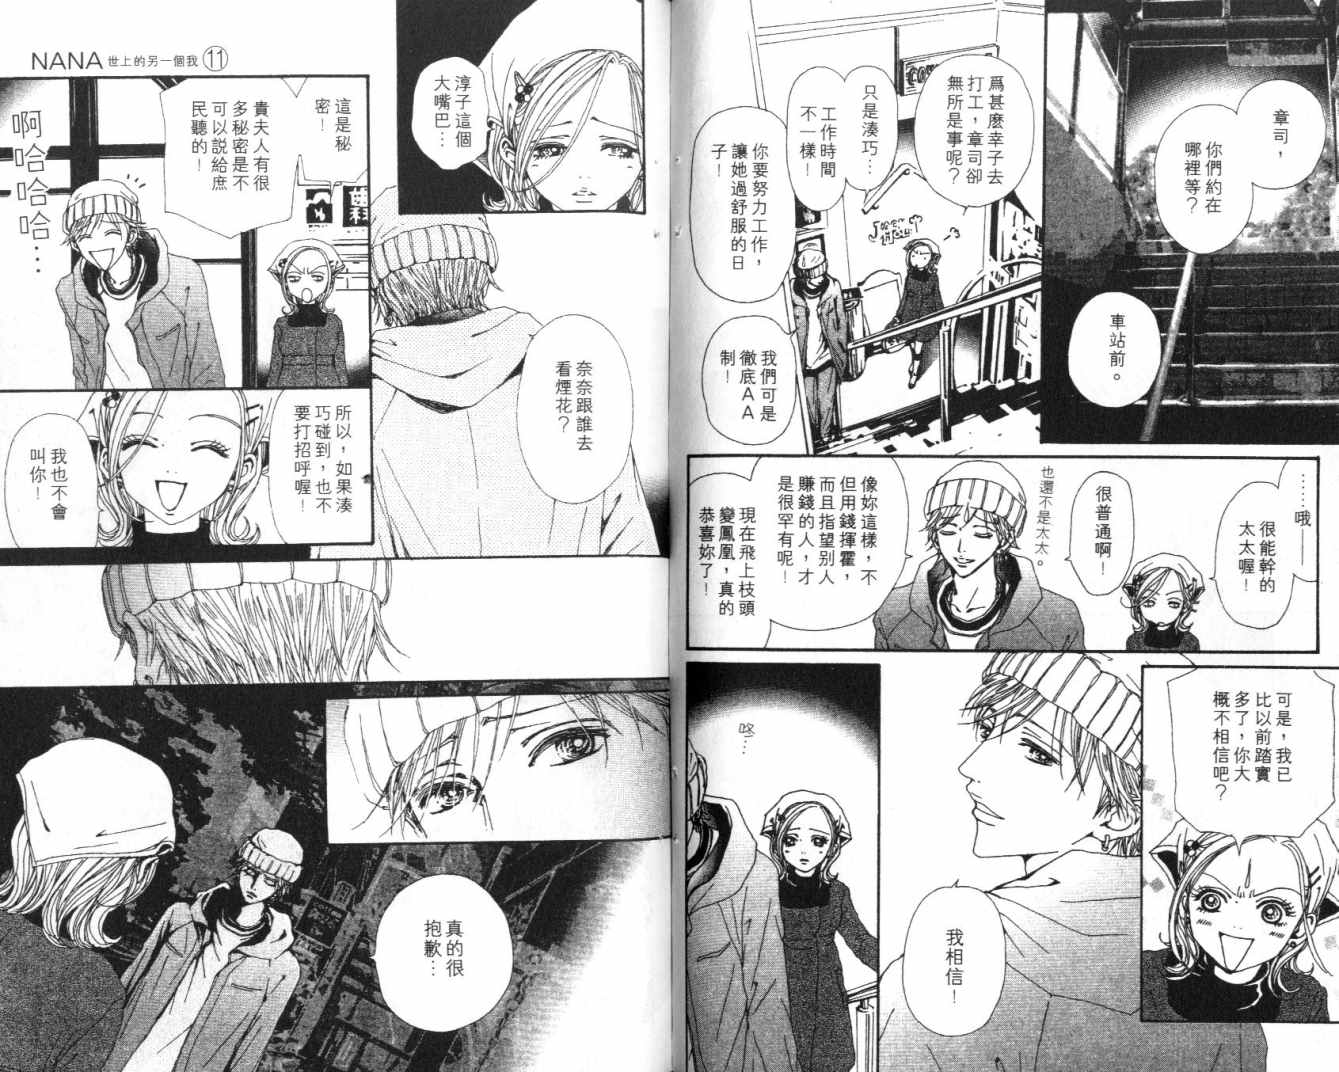 章司，
你們約在
哪裡等？
車站前。
爲甚麼幸子去
打工，章司卻
無所是事呢？
只是湊巧…
工作時間
不一樣！
你要努力工作，
讓她過舒服的日
子！
我們可是
徹底AA
制！
……哦——
很能幹的
太太喔！
很普通啊！
也還不是太太。
像妳這樣，不
但用錢揮霍，
而且指望別人
賺錢的人，才
是很罕有呢！
現在飛上枝頭
變鳳凰，真的
恭喜妳了！
可是，我已
比以前踏實
多了，你大
概不相信吧？
我相信！
咚…
NANA 世上的另一個我 ⑪
淳子這個
大嘴巴…
這是秘
密！
貴夫人有很
多秘密是不
可以説給庶
民聽的！
啊哈哈哈…
奈奈跟誰去
看煙花？
所以，如果湊
巧碰到，也不
要打招呼喔！
我也不會
叫你！
真的很
抱歉…